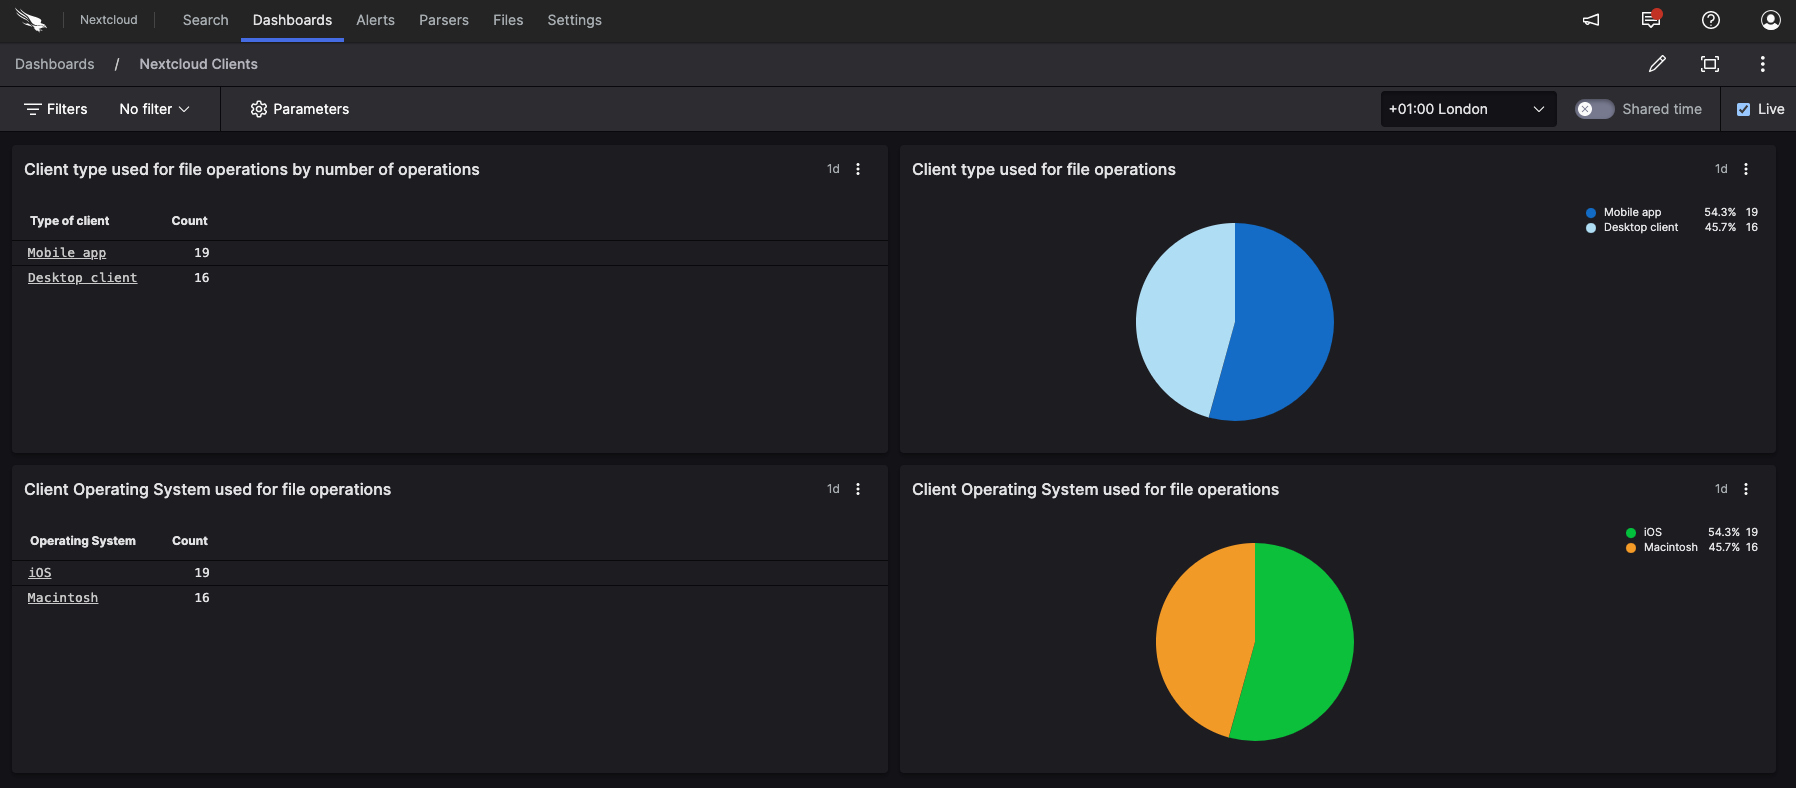 Nextcloud Search Dashboards Alerts Parsers Files Settings
Dashboards / Nextcloud Clients
Filters No filter Parameters +01:00 London Shared time Live
Client type used for file operations by number of operations 1d
Type of client Count
Mobile app 19
Desktop client 16
Client type used for file operations 1d
Mobile app 54.3% 19
Desktop client 45.7% 16
Client Operating System used for file operations 1d
Operating System Count
iOS 19
Macintosh 16
Client Operating System used for file operations 1d
iOS 54.3% 19
Macintosh 45.7% 16